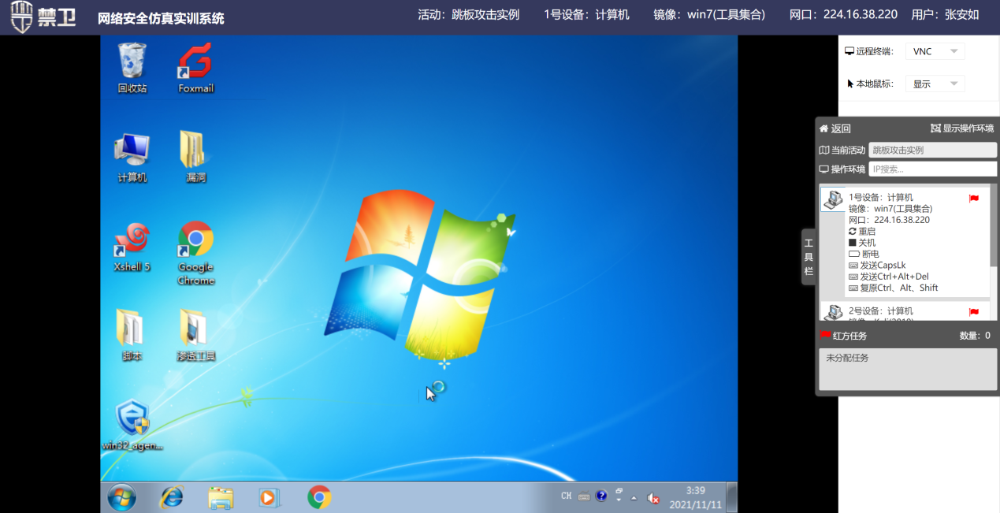 禁卫
网络安全仿真实训系统
活动：跳板攻击实例
1号设备：计算机
镜像：win7(工具集合)
网口：224.16.38.220
用户：张安如
远程终端：
VNC
本地鼠标：
显示
回收站
Foxmail
计算机
漏洞
Xshell 5
Google
Chrome
脚本
渗透工具
win32_agen...
工具栏
返回
显示操作环境
当前活动
跳板攻击实例
操作环境
IP搜索...
1号设备：计算机
镜像：win7(工具集合)
网口：224.16.38.220
重启
关机
断电
发送CapsLk
发送Ctrl+Alt+Del
复原Ctrl、Alt、Shift
2号设备：计算机
红方任务
数量：0
未分配任务
CH
3:39
2021/11/11